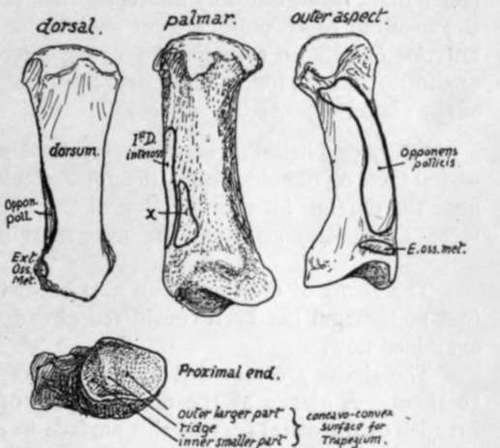 dorsal.
palmar.
outer aspect.
dorsum.
Oppon.
poll.
Ext.
Oss.
Met.
1st D.
inteross
X
Opponens
pollicis.
E. oss. met.
Proximal end.
outer larger part
ridge
inner smaller part
concavo-convex
surface for
Trapezium.